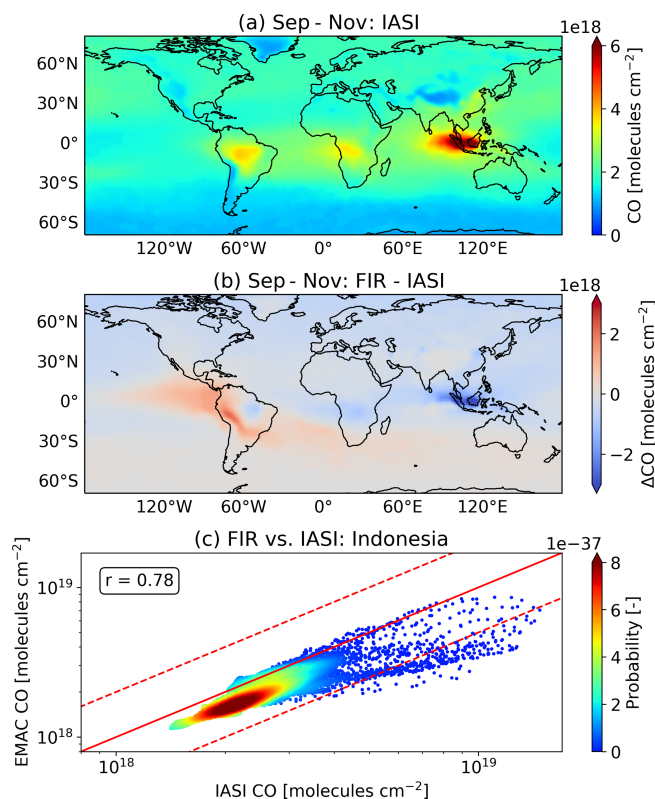 (a) Sep - Nov: IASI
1e18
60°N
30°N
0°
30°S
60°S
120°W 60°W 0° 60°E 120°E
6
4
2
0
CO [molecules cm⁻²]
(b) Sep - Nov: FIR - IASI
1e18
60°N
30°N
0°
30°S
60°S
120°W 60°W 0° 60°E 120°E
2
0
−2
ΔCO [molecules cm⁻²]
(c) FIR vs. IASI: Indonesia
1e−37
r = 0.78
10¹⁹
10¹⁸
EMAC CO [molecules cm⁻²]
10¹⁸ 10¹⁹
IASI CO [molecules cm⁻²]
8
6
4
2
0
Probability [-]